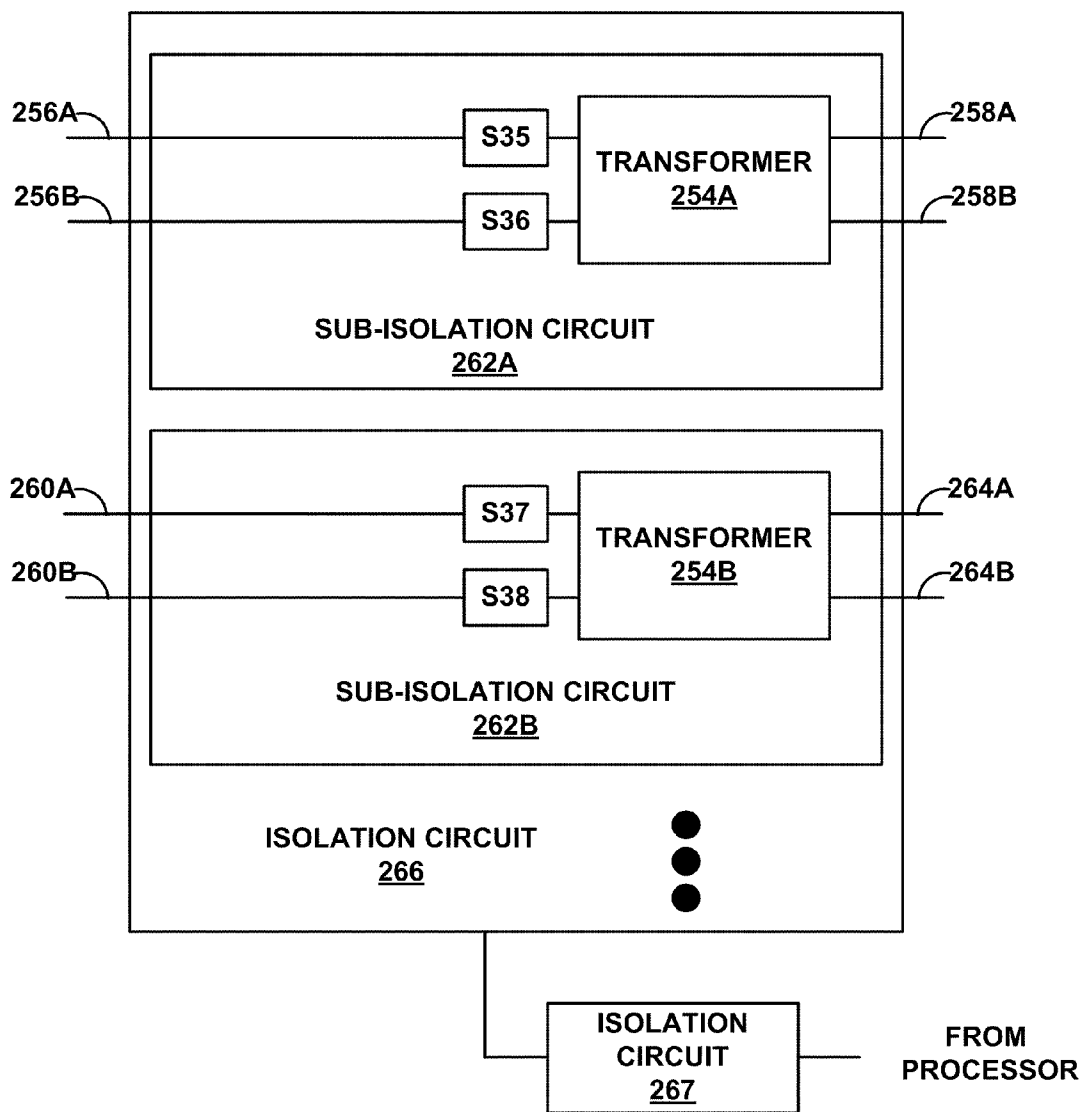 256A
S35
TRANSFORMER
254A
258A
256B
S36
258B
SUB-ISOLATION CIRCUIT
262A
260A
S37
TRANSFORMER
254B
264A
260B
S38
264B
SUB-ISOLATION CIRCUIT
262B
ISOLATION CIRCUIT
266
ISOLATION
CIRCUIT
267
FROM
PROCESSOR